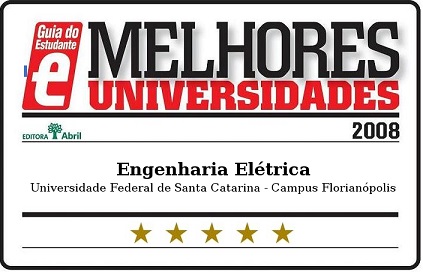 Guia do
Estudante
e
MELHORES
UNIVERSIDADES
EDITORA Abril
2008
Engenharia Elétrica
Universidade Federal de Santa Catarina - Campus Florianópolis